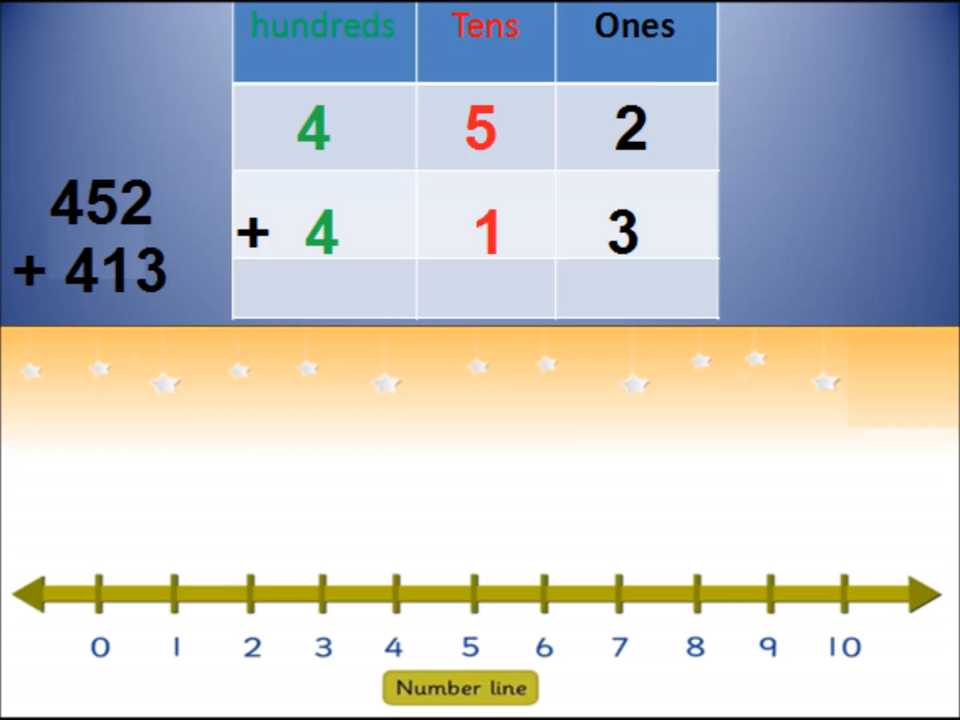 hundreds Tens Ones
4 5 2
+ 4 1 3
452
+ 413
0 1 2 3 4 5 6 7 8 9 10
Number line